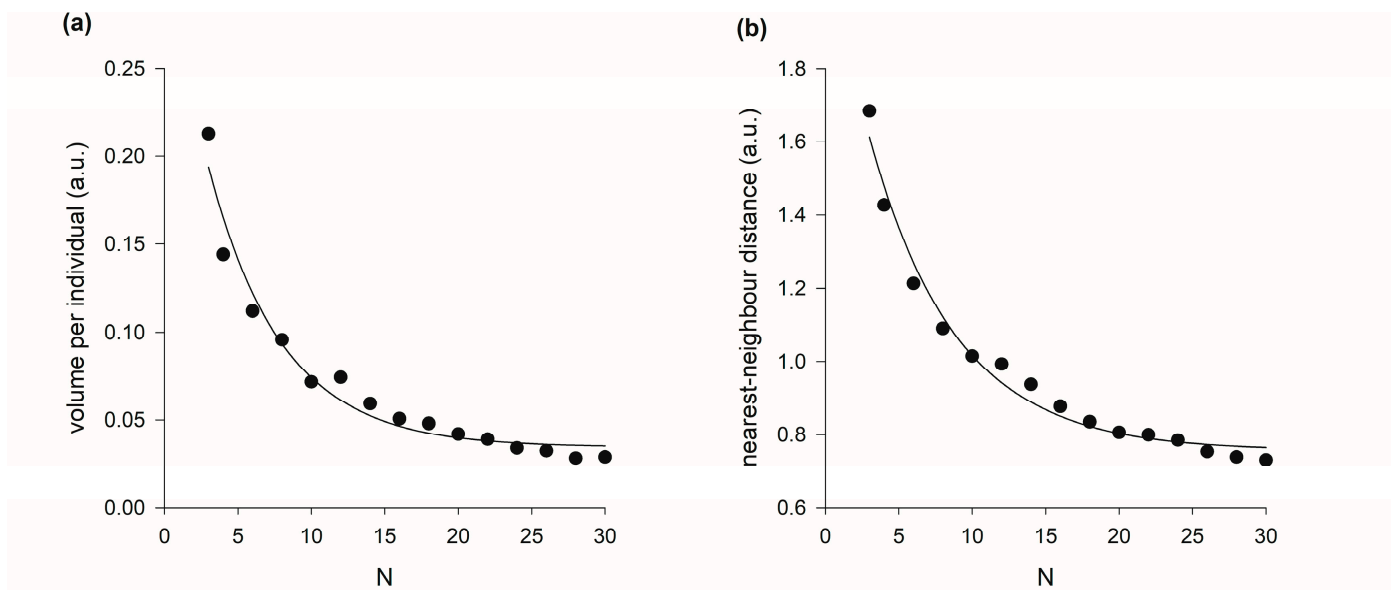 (a)
volume per individual (a.u.)
0.25
0.20
0.15
0.10
0.05
0.00
0 5 10 15 20 25 30
N
(b)
nearest-neighbour distance (a.u.)
1.8
1.6
1.4
1.2
1.0
0.8
0.6
0 5 10 15 20 25 30
N